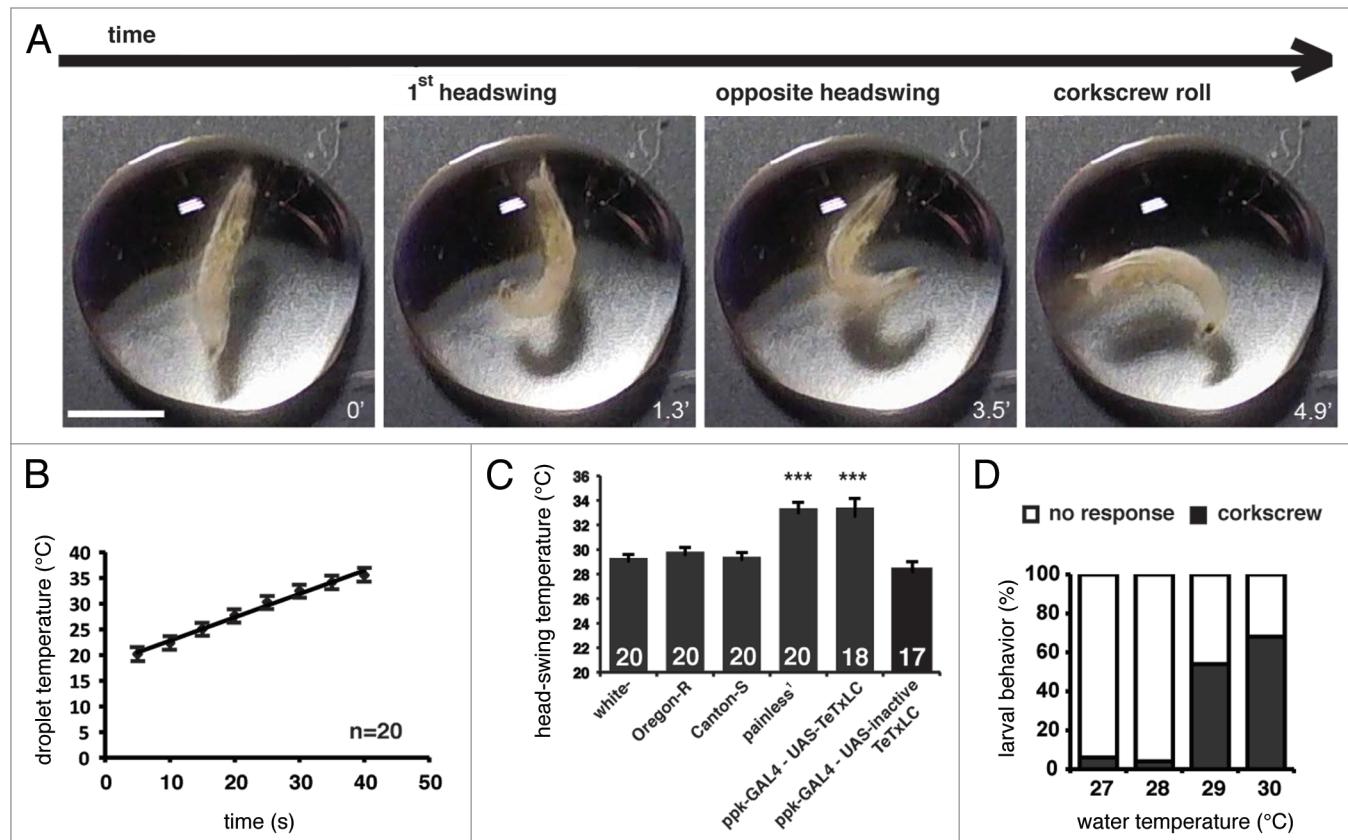 A
time
1st headswing
opposite headswing
corkscrew roll
0'
1.3'
3.5'
4.9'
B
droplet temperature (°C)
40
35
30
25
20
15
10
5
0
n=20
0 10 20 30 40 50
time (s)
C
head-swing temperature (°C)
36
34
32
30
28
26
24
22
20
*** ***
20 20 20 20 18 17
white-
Oregon-R
Canton-S
painless1
ppk-GAL4 - UAS-TeTxLC
ppk-GAL4 - UAS-inactive
TeTxLC
D
no response corkscrew
larval behavior (%)
100
80
60
40
20
0
27 28 29 30
water temperature (°C)